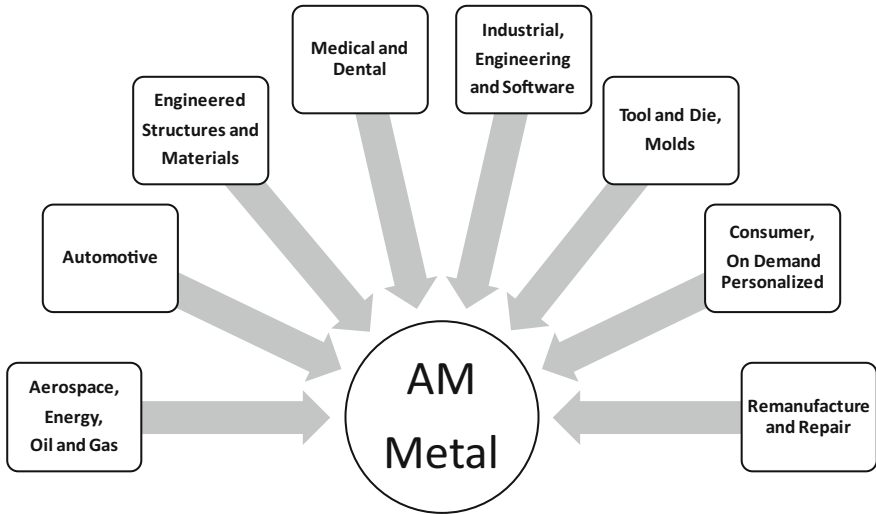 Medical and
Dental
Industrial,
Engineering
and Software
Engineered
Structures and
Materials
Tool and Die,
Molds
Automotive
Consumer,
On Demand
Personalized
Aerospace,
Energy,
Oil and Gas
AM
Metal
Remanufacture
and Repair